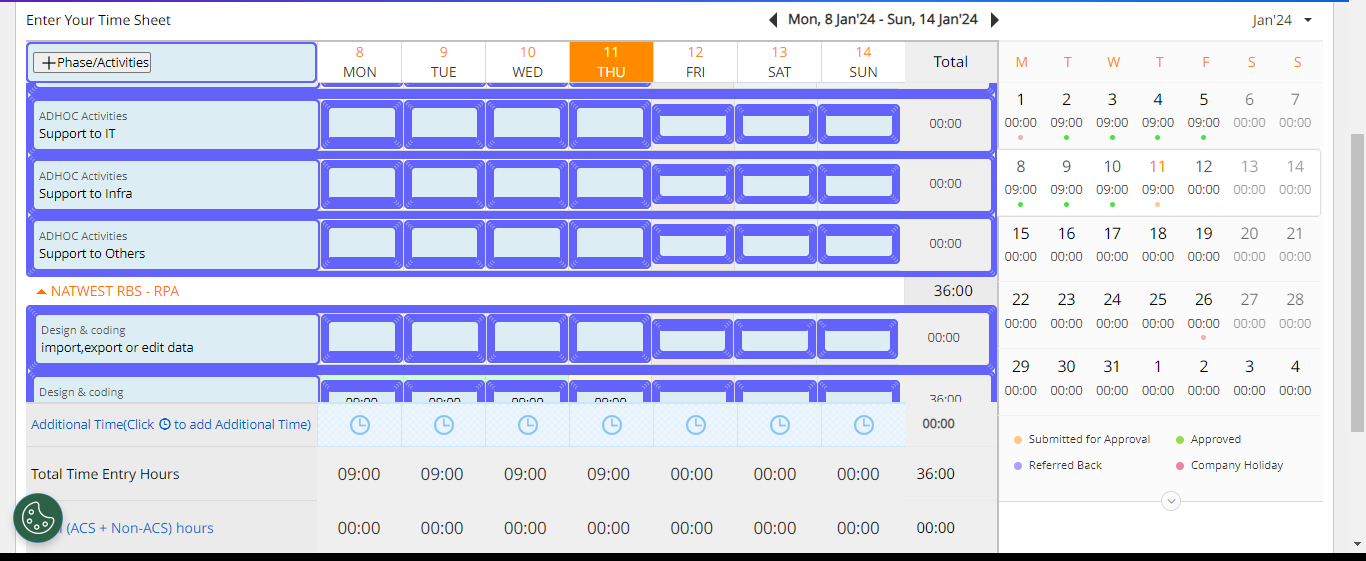 Enter Your Time Sheet
Mon, 8 Jan'24 - Sun, 14 Jan'24
Jan'24
+Phase/Activities
8 9 10 11 12 13 14 Total
MON TUE WED THU FRI SAT SUN
ADHOC Activities
Support to IT
00:00
ADHOC Activities
Support to Infra
00:00
ADHOC Activities
Support to Others
00:00
NATWEST RBS - RPA 36:00
Design & coding
import,export or edit data
00:00
Design & coding
09:00 09:00 09:00 09:00 36:00
Additional Time(Click to add Additional Time) 00:00
Total Time Entry Hours 09:00 09:00 09:00 09:00 00:00 00:00 00:00 36:00
(ACS + Non-ACS) hours 00:00 00:00 00:00 00:00 00:00 00:00 00:00 00:00
M T W T F S S
1 2 3 4 5 6 7
00:00 09:00 09:00 09:00 09:00 00:00 00:00
8 9 10 11 12 13 14
09:00 09:00 09:00 09:00 00:00 00:00 00:00
15 16 17 18 19 20 21
00:00 00:00 00:00 00:00 00:00 00:00 00:00
22 23 24 25 26 27 28
00:00 00:00 00:00 00:00 00:00 00:00 00:00
29 30 31 1 2 3 4
00:00 00:00 00:00 00:00 00:00 00:00 00:00
Submitted for Approval Approved
Referred Back Company Holiday